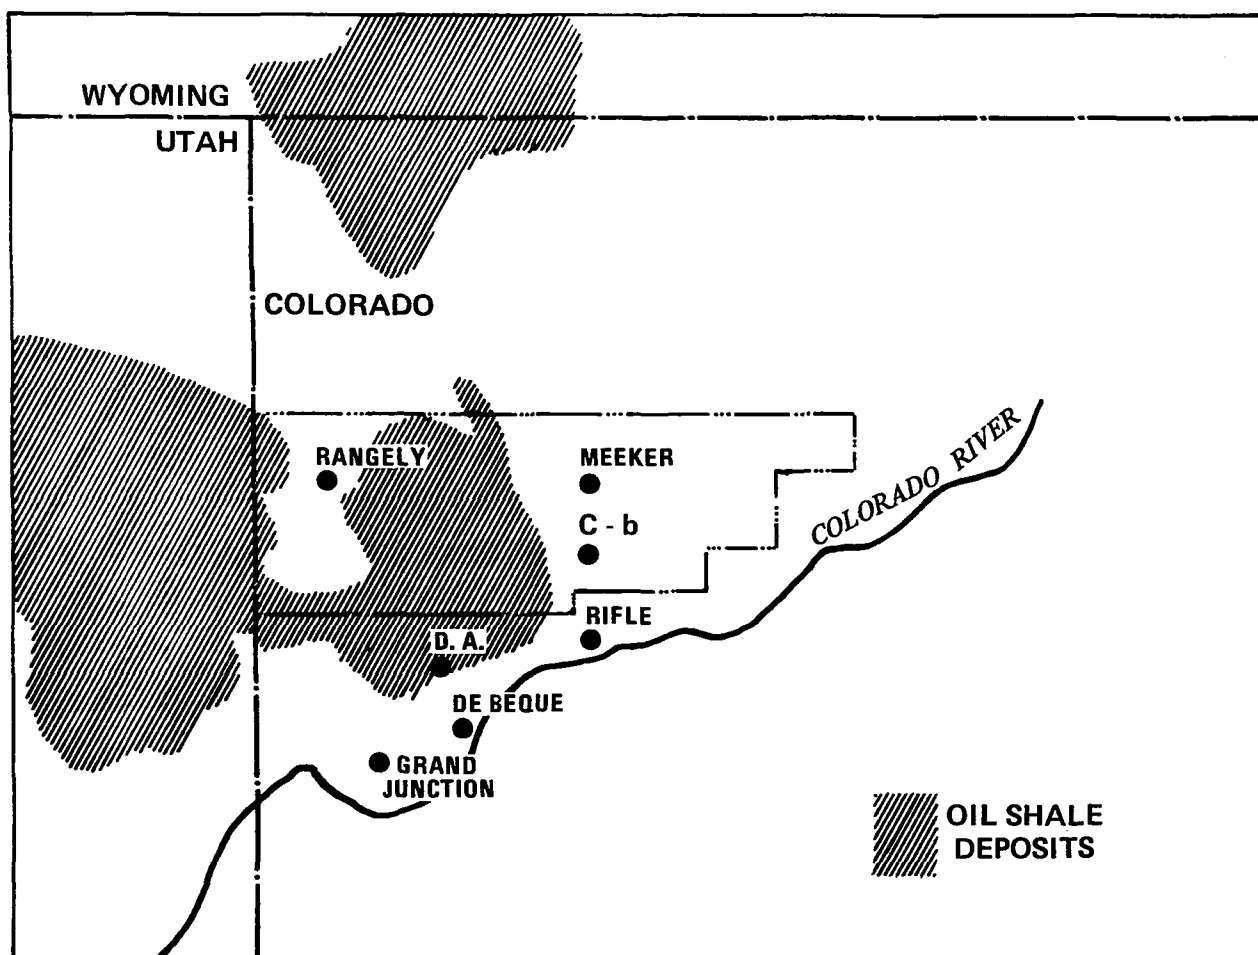 WYOMING
UTAH
COLORADO
RANGELY
MEEKER
C - b
COLORADO RIVER
RIFLE
D. A.
DE BEQUE
GRAND
JUNCTION
OIL SHALE
DEPOSITS